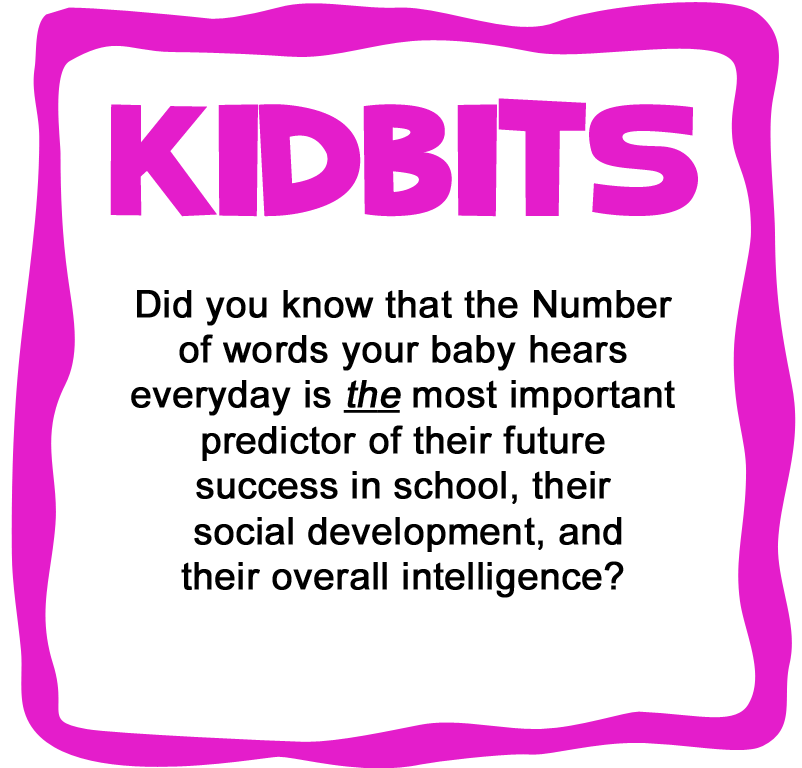 KIDBITS
Did you know that the Number
of words your baby hears
everyday is the most important
predictor of their future
success in school, their
social development, and
their overall intelligence?